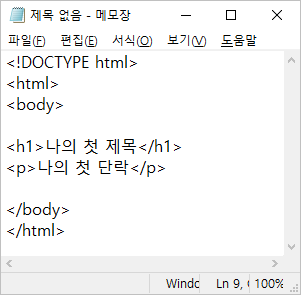 제목 없음 - 메모장
파일(F) 편집(E) 서식(O) 보기(V) 도움말
<!DOCTYPE html>
<html>
<body>
<h1>나의 첫 제목</h1>
<p>나의 첫 단락</p>
</body>
</html>
Ln 9, 100%